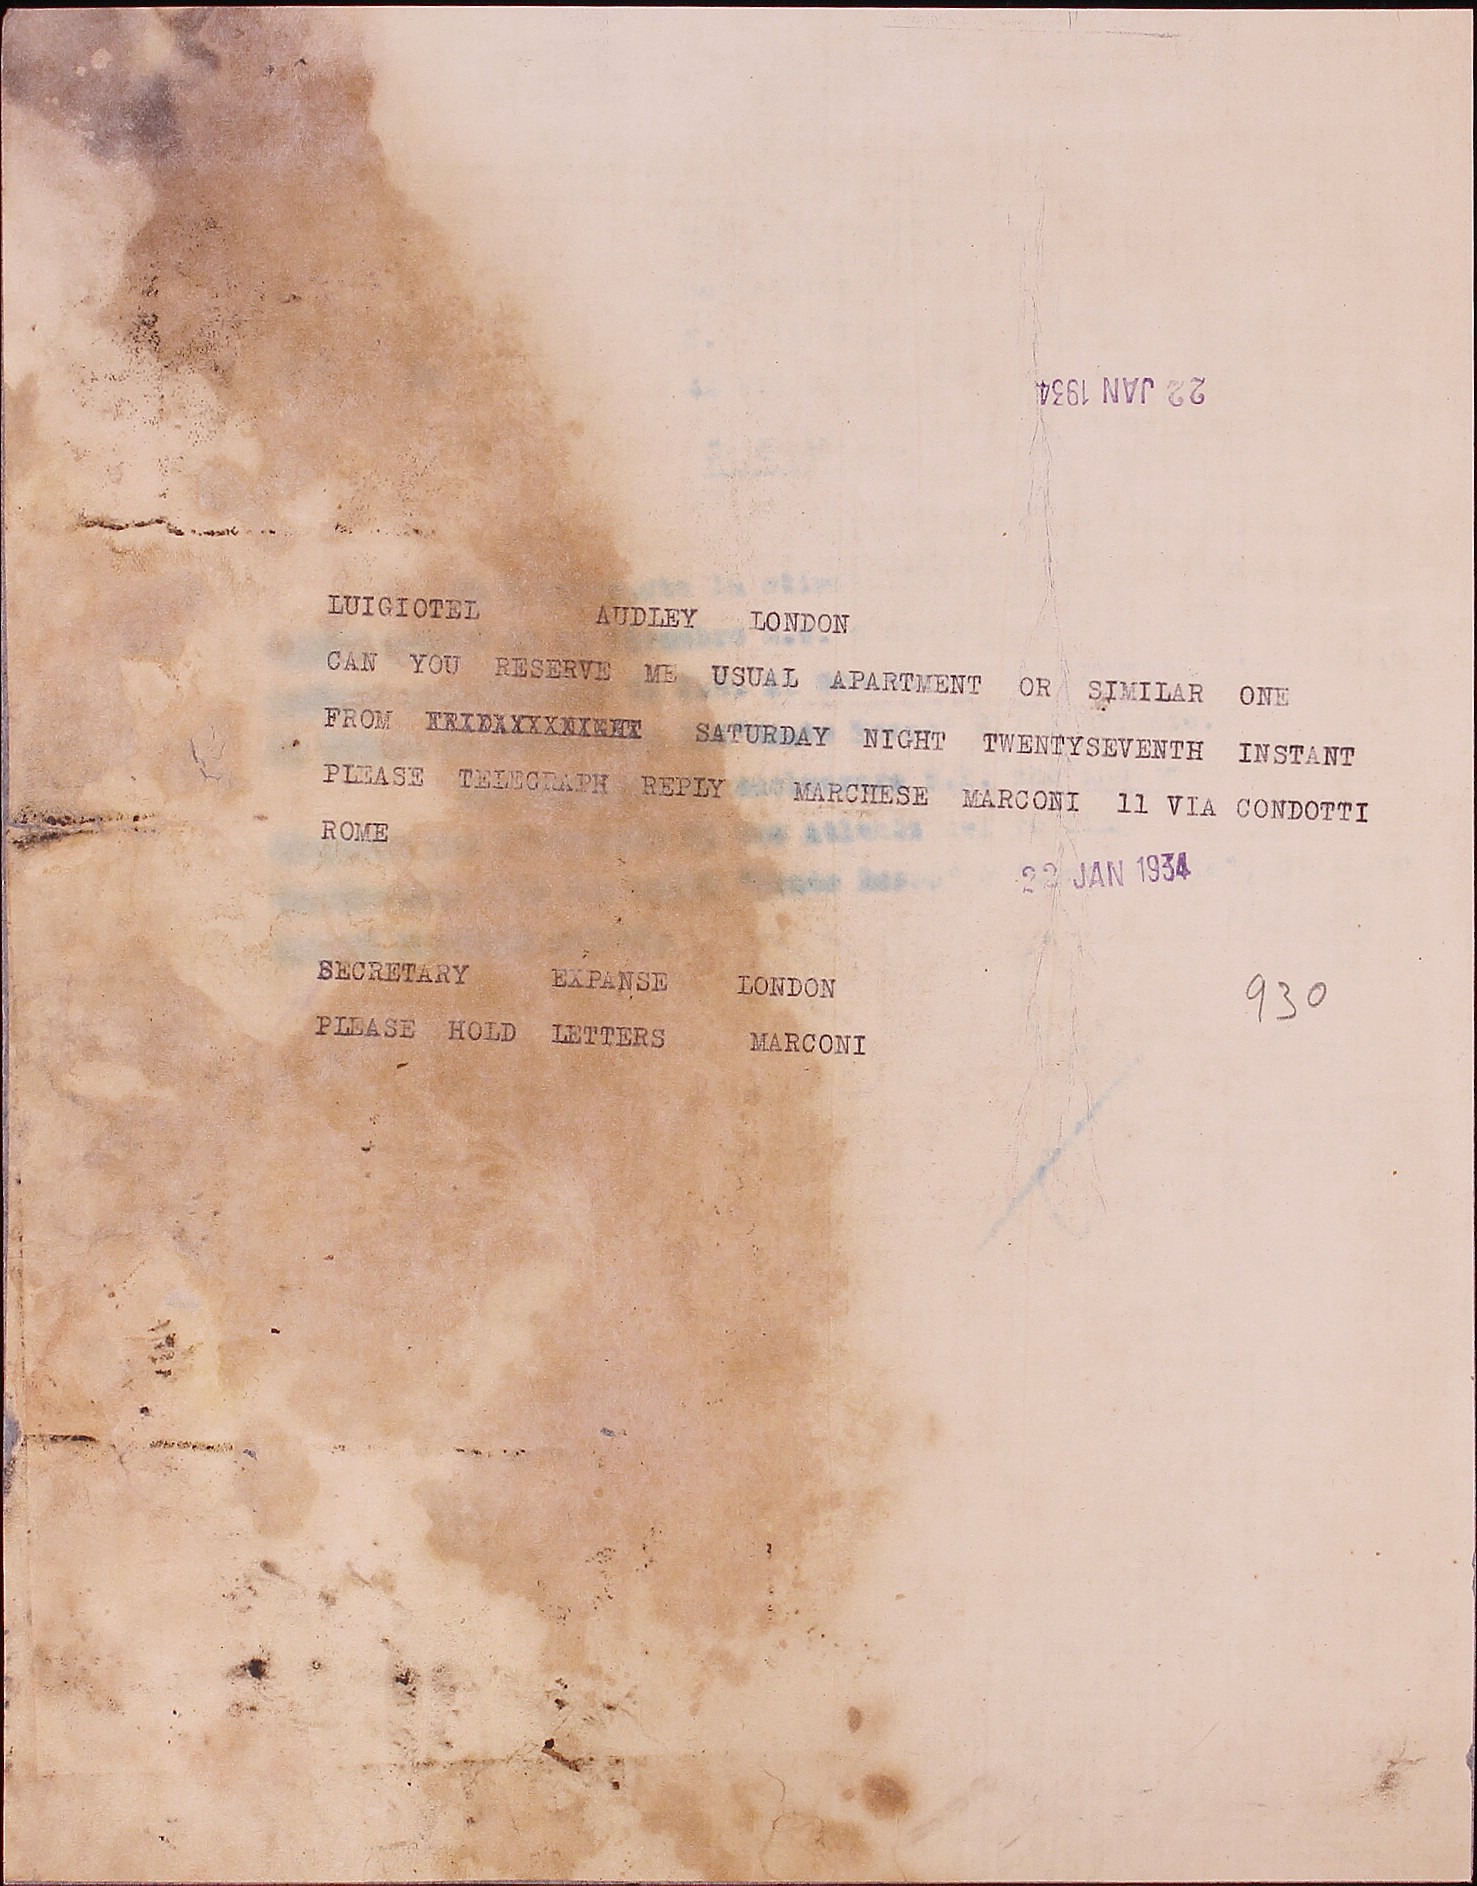 22 JAN 1934
LUIGIOTEL AUDLEY LONDON
CAN YOU RESERVE ME USUAL APARTMENT OR SIMILAR ONE
FROM SATURDAY NIGHT TWENTYSEVENTH INSTANT
PLEASE TELEGRAPH REPLY MARCHESE MARCONI 11 VIA CONDOTTI
ROME
22 JAN 1934
SECRETARY EXPANSE LONDON
930
PLEASE HOLD LETTERS MARCONI